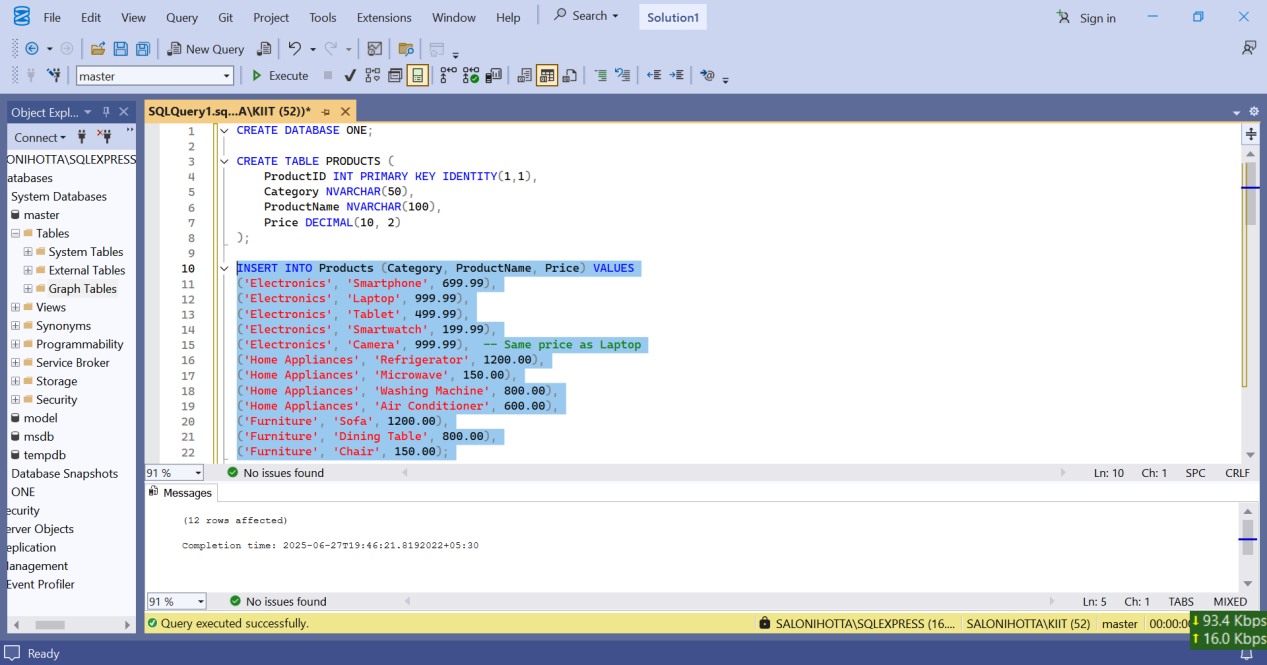 File Edit View Query Git Project Tools Extensions Window Help Search Solution1 Sign in
New Query
master Execute
Object Expl... SQLQuery1.sq...A\KIIT (52))*
Connect
ONIHOTTA\SQLEXPRESS
atabases
System Databases
master
Tables
System Tables
External Tables
Graph Tables
Views
Synonyms
Programmability
Service Broker
Storage
Security
model
msdb
tempdb
Database Snapshots
ONE
ecurity
erver Objects
eplication
anagement
Event Profiler
1 CREATE DATABASE ONE;
2
3 CREATE TABLE PRODUCTS (
4 ProductID INT PRIMARY KEY IDENTITY(1,1),
5 Category NVARCHAR(50),
6 ProductName NVARCHAR(100),
7 Price DECIMAL(10, 2)
8 );
9
10 INSERT INTO Products (Category, ProductName, Price) VALUES
11 ('Electronics', 'Smartphone', 699.99),
12 ('Electronics', 'Laptop', 999.99),
13 ('Electronics', 'Tablet', 499.99),
14 ('Electronics', 'Smartwatch', 199.99),
15 ('Electronics', 'Camera', 999.99), -- Same price as Laptop
16 ('Home Appliances', 'Refrigerator', 1200.00),
17 ('Home Appliances', 'Microwave', 150.00),
18 ('Home Appliances', 'Washing Machine', 800.00),
19 ('Home Appliances', 'Air Conditioner', 600.00),
20 ('Furniture', 'Sofa', 1200.00),
21 ('Furniture', 'Dining Table', 800.00),
22 ('Furniture', 'Chair', 150.00);
91 % No issues found Ln: 10 Ch: 1 SPC CRLF
Messages
(12 rows affected)
Completion time: 2025-06-27T19:46:21.8192022+05:30
91 % No issues found Ln: 5 Ch: 1 TABS MIXED
Query executed successfully. SALONIHOTTA\SQLEXPRESS (16.... SALONIHOTTA\KIIT (52) master 00:00:0
93.4 Kbps
16.0 Kbps
Ready